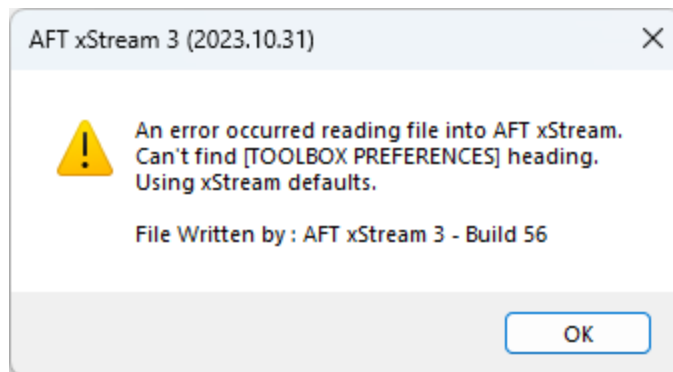 AFT xStream 3 (2023.10.31)
An error occurred reading file into AFT xStream.
Can't find [TOOLBOX PREFERENCES] heading.
Using xStream defaults.
File Written by : AFT xStream 3 - Build 56
OK